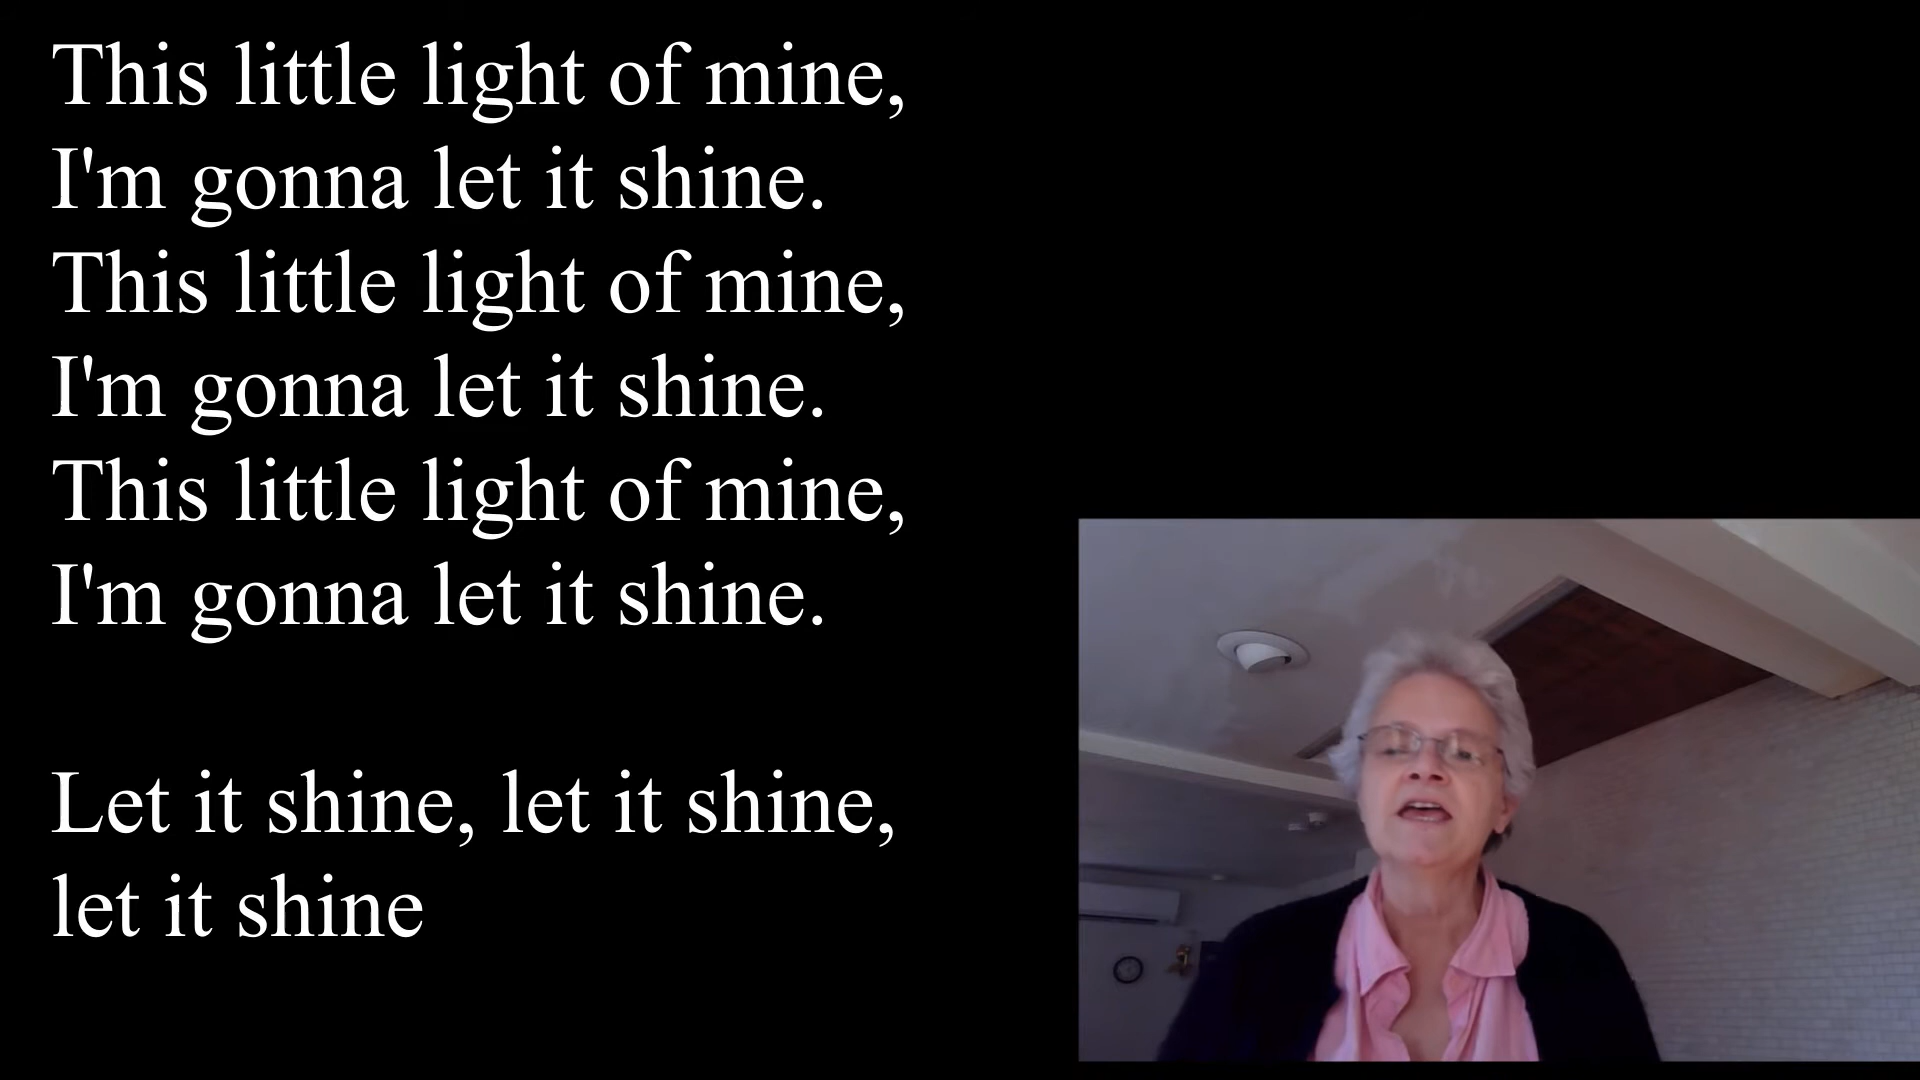 This little light of mine,
I'm gonna let it shine.
This little light of mine,
I'm gonna let it shine.
This little light of mine,
I'm gonna let it shine.
Let it shine, let it shine,
let it shine